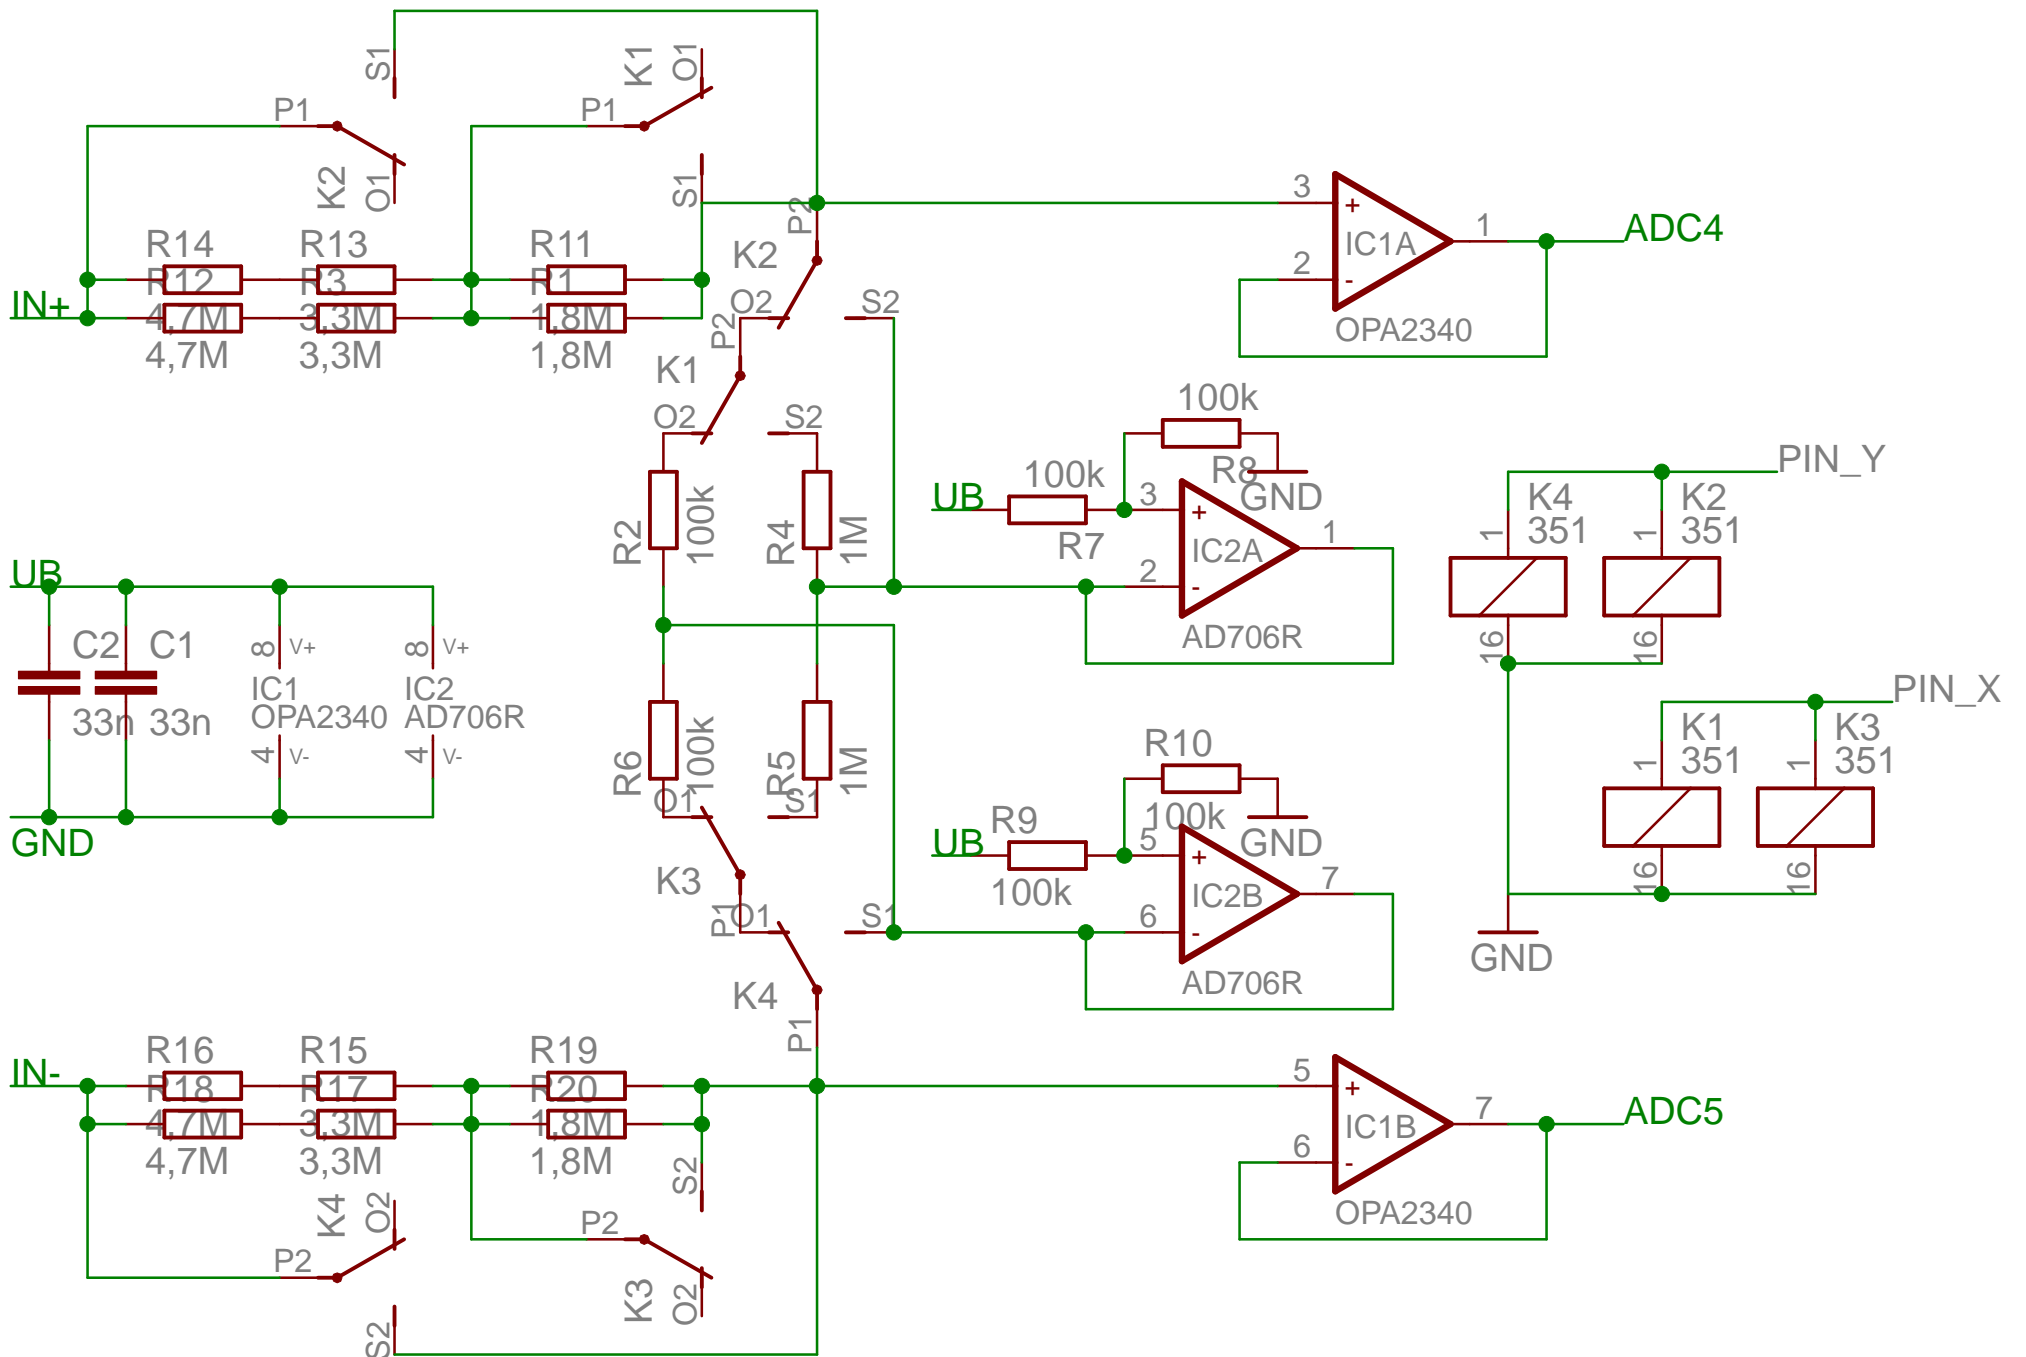 S1
K1
O1
P1
P1
K2
O1
S1
P2
3
+
IC1A
1
ADC4
2
-
OPA2340
R14
R13
R11
K2
R12
R3
R1
IN+
4,7M
3,3M
1,8M
4,7M
3,3M
1,8M
O2
S2
P2
K1
O2
S2
100k
R8
GND
100k
UB
3
+
IC2A
1
R7
2
-
AD706R
R2
100k
R4
1M
PIN_Y
K4
351
1
16
K2
351
1
16
UB
C2
C1
33n
33n
8
V+
IC1
OPA2340
4
V-
8
V+
IC2
AD706R
4
V-
GND
R6
100k
R5
1M
O1
S1
K3
P1
O1
S1
K4
P1
R10
100k
GND
R9
UB
100k
5
+
IC2B
7
6
-
AD706R
PIN_X
K1
351
1
16
K3
351
1
16
GND
IN-
R16
R15
R19
R18
R17
R20
4,7M
3,3M
1,8M
4,7M
3,3M
1,8M
5
+
IC1B
7
ADC5
6
-
OPA2340
K4
O2
P2
S2
S2
P2
K3
O2